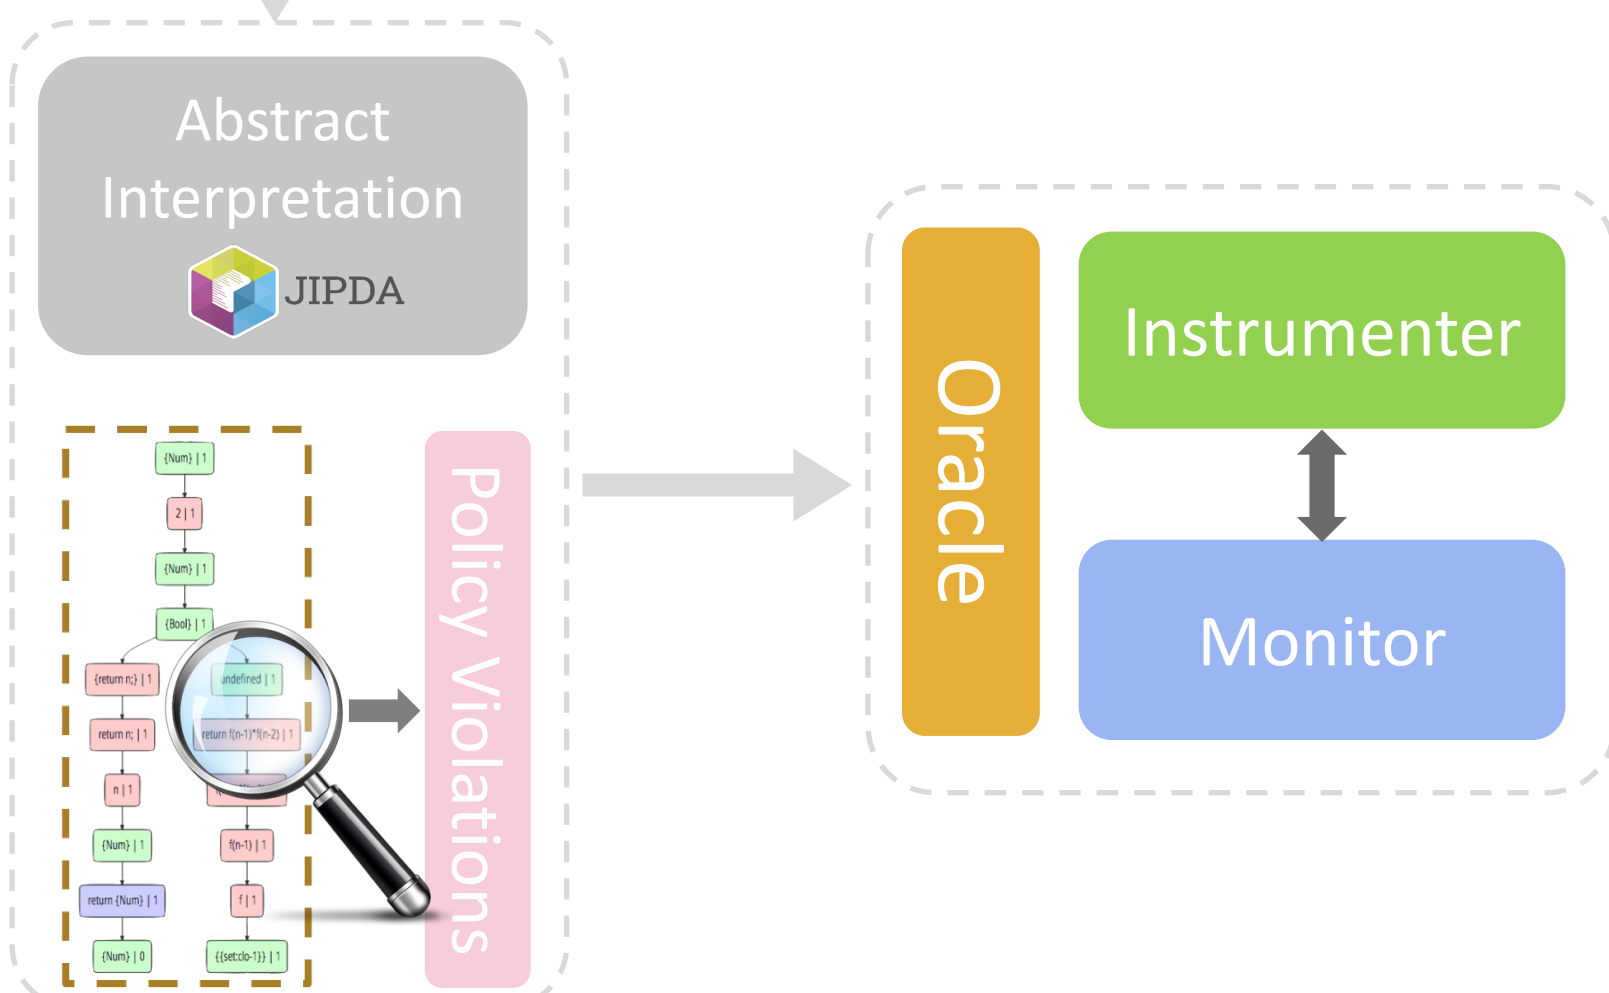 Abstract
Interpretation
JIPDA
{Num} | 1
2 | 1
{Num} | 1
{Bool} | 1
{return n;} | 1
undefined | 1
return n; | 1
return f(n-1)*f(n-2) | 1
n | 1
{Num} | 1
f(n-1) | 1
return {Num} | 1
f | 1
{Num} | 0
{{set:clo-1}} | 1
Policy Violations
Oracle
Instrumenter
Monitor